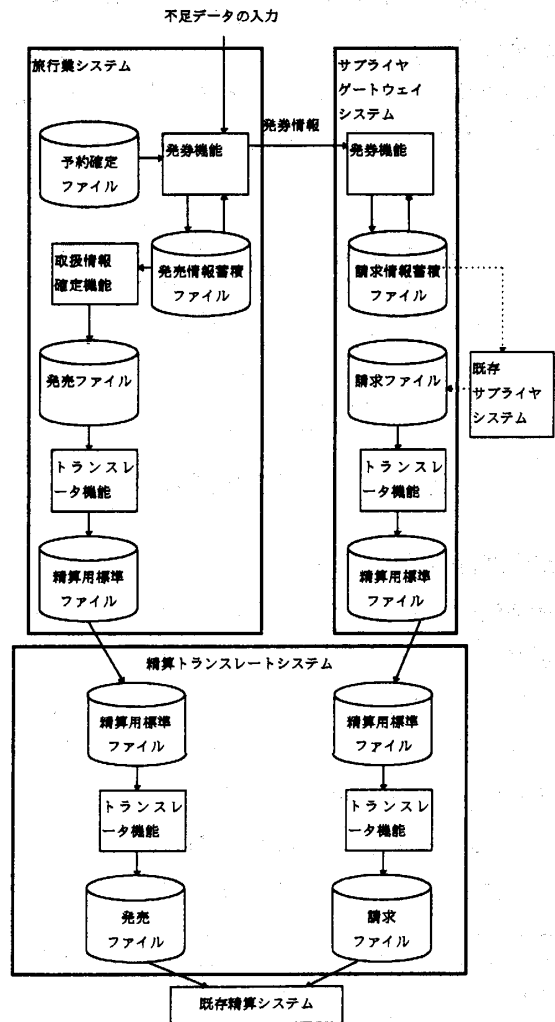 不足データの入力
旅行業システム
サプライヤ
ゲートウェイ
システム
発券情報
予約確定
ファイル
発券機能
発券機能
取扱情報
確定機能
発売情報蓄積
ファイル
請求情報蓄積
ファイル
発売ファイル
請求ファイル
既存
サプライヤ
システム
トランスレ
ータ機能
トランスレ
ータ機能
精算用標準
ファイル
精算用標準
ファイル
精算トランスレートシステム
精算用標準
ファイル
精算用標準
ファイル
トランスレ
ータ機能
トランスレ
ータ機能
発売
ファイル
請求
ファイル
既存精算システム